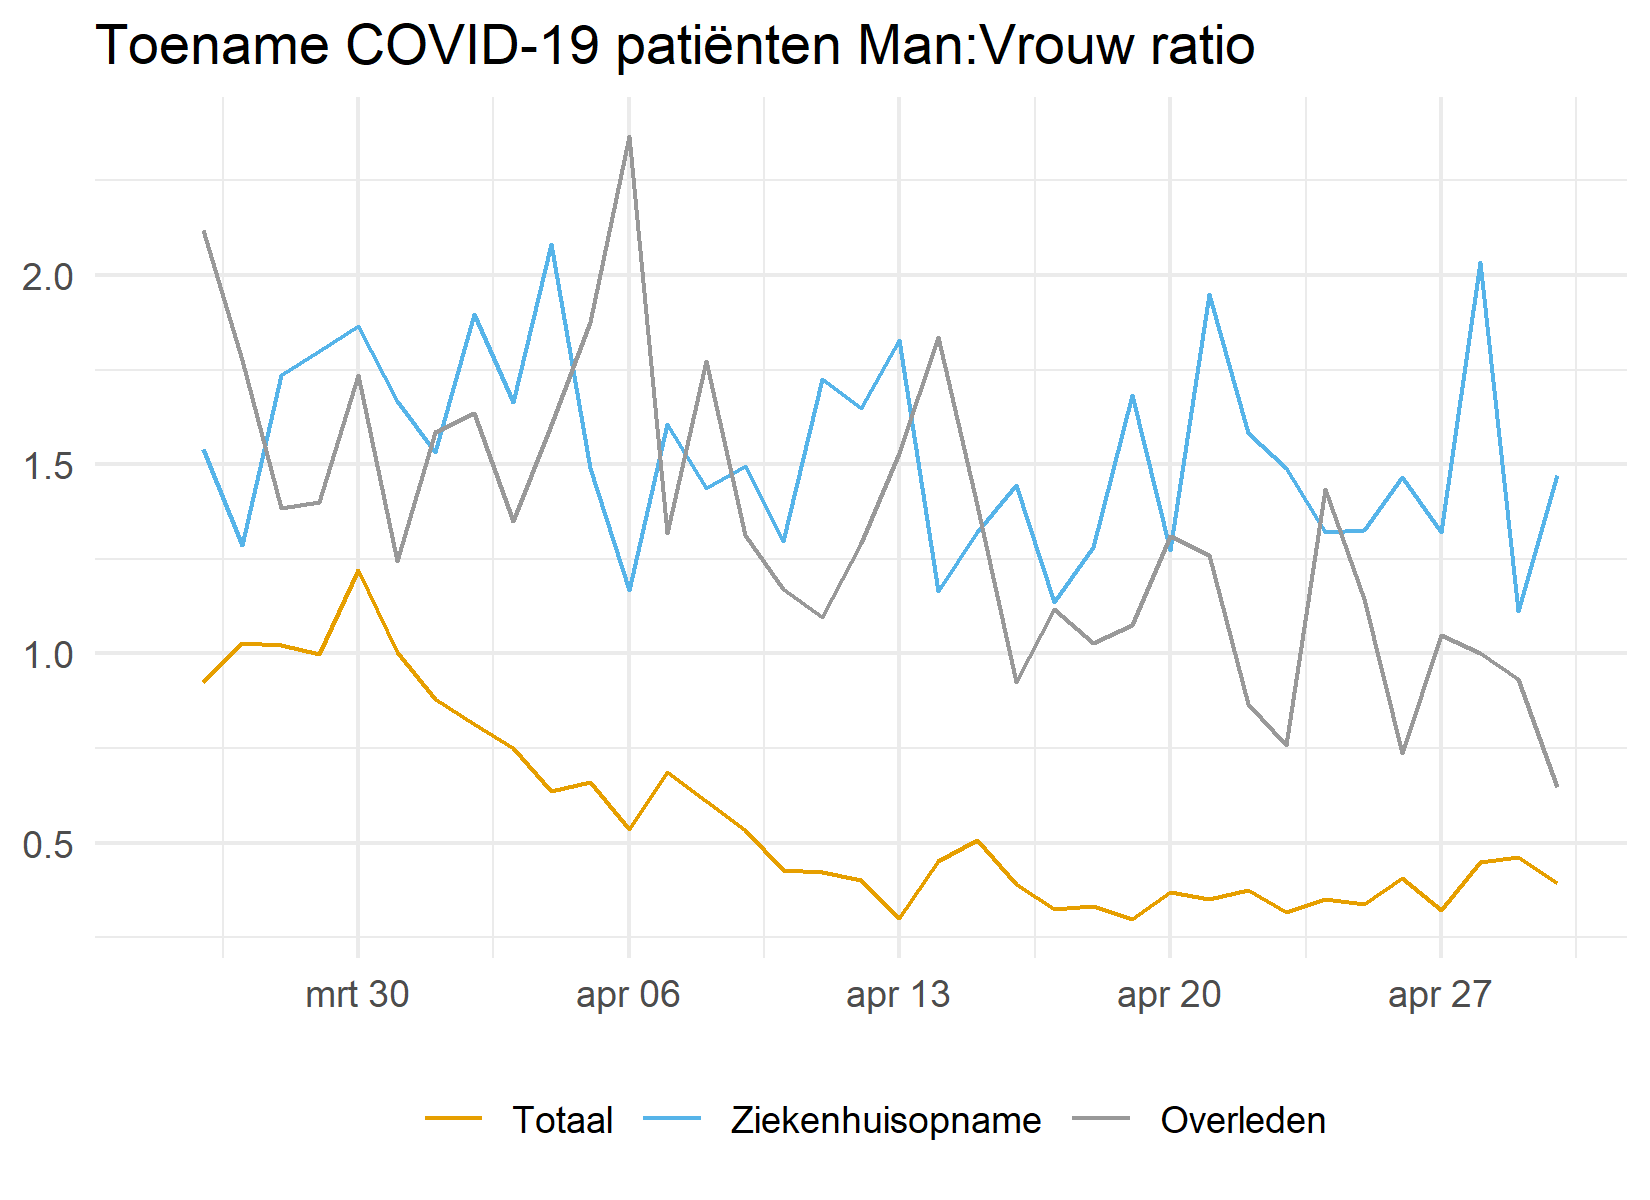 Toename COVID-19 patiënten Man:Vrouw ratio
2.0
1.5
1.0
0.5
mrt 30 apr 06 apr 13 apr 20 apr 27
Totaal Ziekenhuisopname Overleden